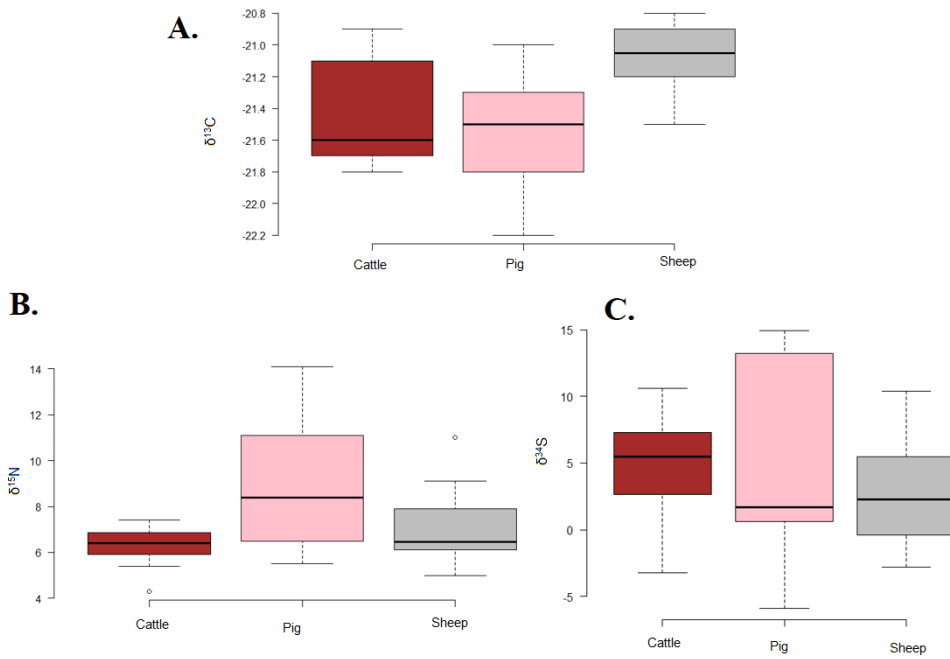 A.
δ¹³C
-20.8
-21.0
-21.2
-21.4
-21.6
-21.8
-22.0
-22.2
Cattle
Pig
Sheep
B.
δ¹⁵N
14
12
10
8
6
4
Cattle
Pig
Sheep
C.
δ³⁴S
15
10
5
0
-5
Cattle
Pig
Sheep